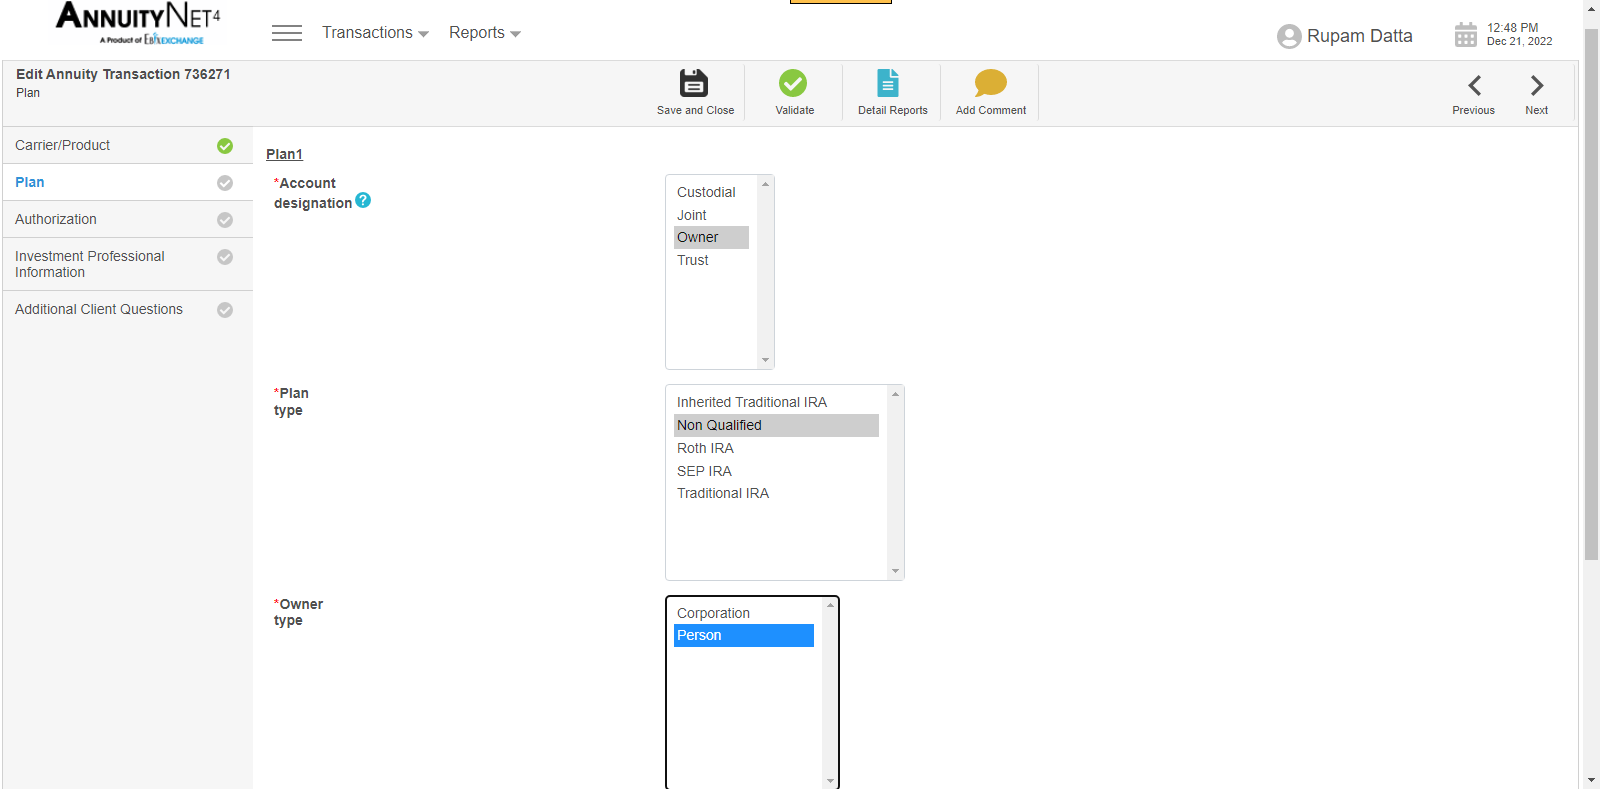 ANNUITYNET4
A Product of EBIXEXCHANGE
Transactions
Reports
Rupam Datta
12:48 PM
Dec 21, 2022
Edit Annuity Transaction 736271
Plan
Save and Close
Validate
Detail Reports
Add Comment
Previous
Next
Carrier/Product
Plan
Authorization
Investment Professional
Information
Additional Client Questions
Plan1
*Account
designation ?
Custodial
Joint
Owner
Trust
*Plan
type
Inherited Traditional IRA
Non Qualified
Roth IRA
SEP IRA
Traditional IRA
*Owner
type
Corporation
Person